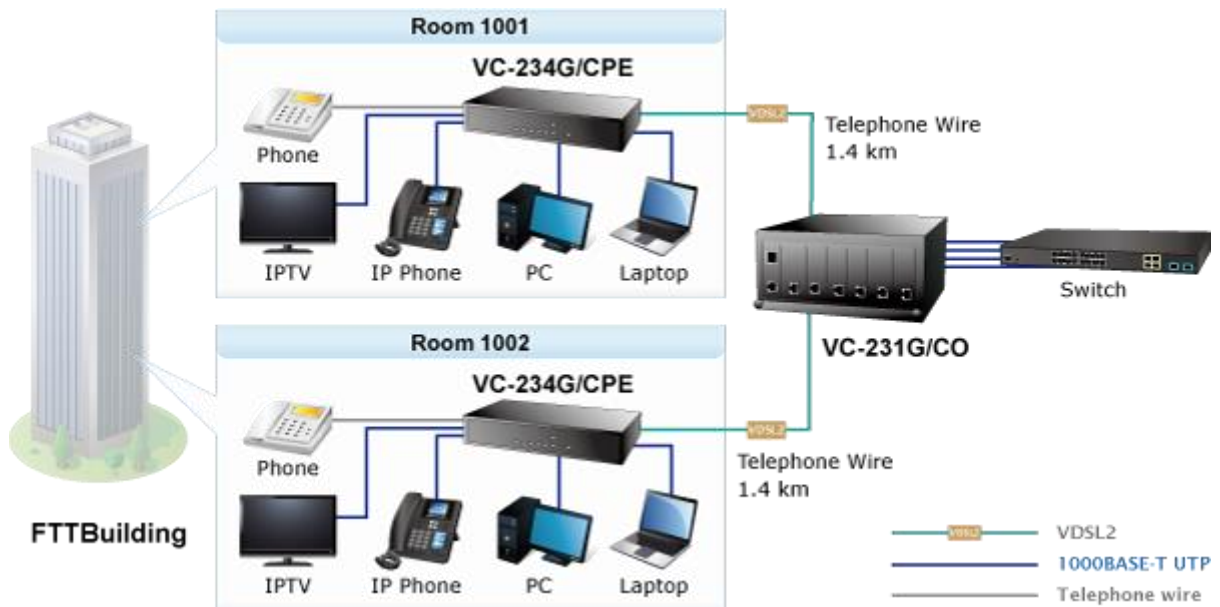 Room 1001
VC-234G/CPE
Phone
IPTV
IP Phone
PC
Laptop
VDSL2
Telephone Wire
1.4 km
Switch
VC-231G/CO
Room 1002
VC-234G/CPE
Phone
IPTV
IP Phone
PC
Laptop
VDSL2
Telephone Wire
1.4 km
FTTBuilding
VDSL2
VDSL2
1000BASE-T UTP
Telephone wire